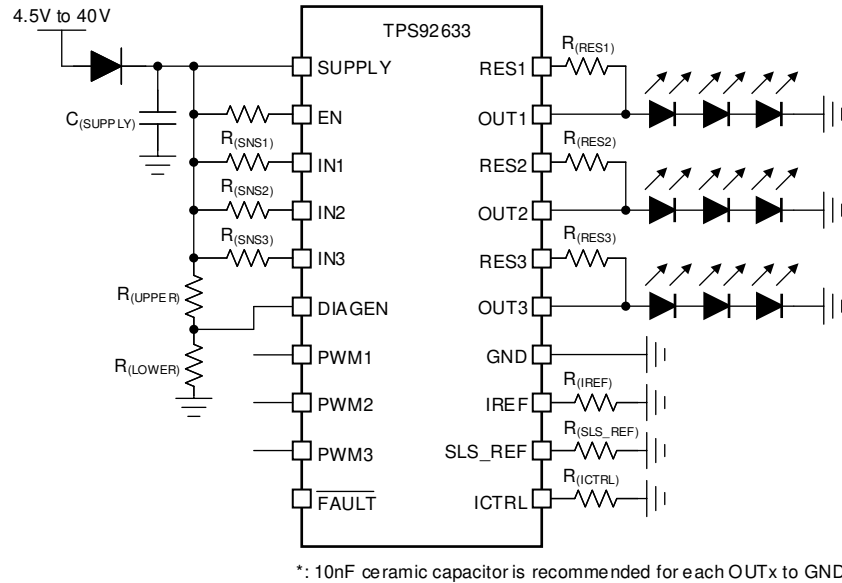 4.5V to 40V
TPS92633
C(SUPPLY)
SUPPLY
EN
R(SNS1)
IN1
R(SNS2)
IN2
R(SNS3)
IN3
R(UPPER)
DIAGEN
R(LOWER)
PWM1
PWM2
PWM3
FAULT
R(RES1)
RES1
OUT1
R(RES2)
RES2
OUT2
R(RES3)
RES3
OUT3
GND
R(IREF)
IREF
R(SLS_REF)
SLS_REF
R(ICTRL)
ICTRL
*: 10nF ceramic capacitor is recommended for each OUTx to GND